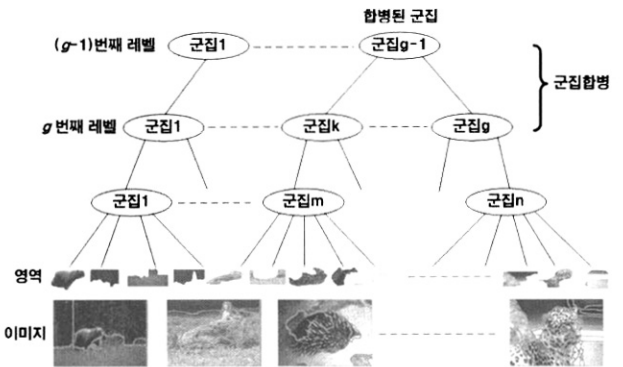 합병된 군집
(g-1)번째 레벨 군집1 군집g-1
군집합병
g 번째 레벨 군집1 군집k 군집g
군집1 군집m 군집n
영역
이미지